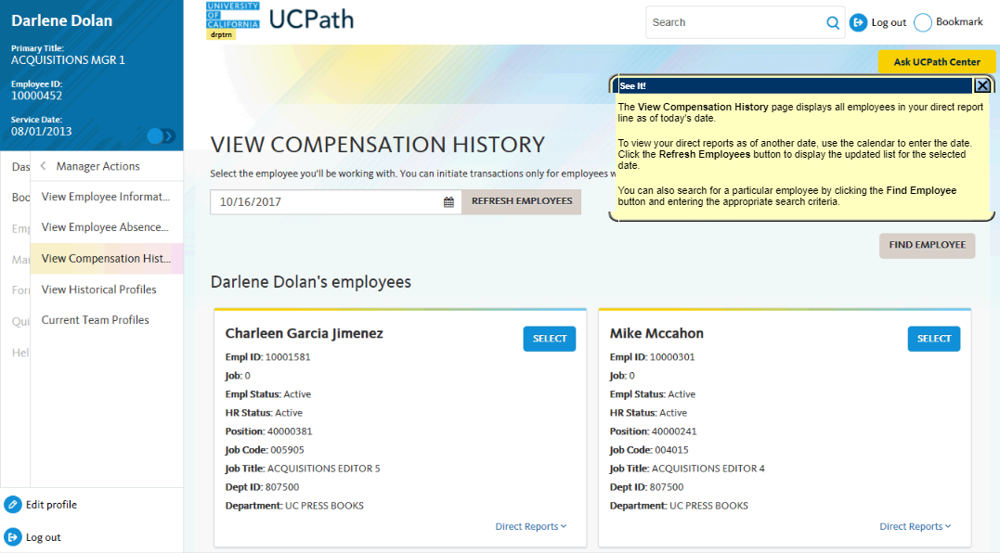 Darlene Dolan
Primary Title:
ACQUISITIONS MGR 1
Employee ID:
10000452
Service Date:
08/01/2013
UNIVERSITY
OF
CALIFORNIA
drptrn
UCPath
Search
Log out
Bookmark
Ask UCPath Center
See It!
The View Compensation History page displays all employees in your direct report
line as of today's date.
To view your direct reports as of another date, use the calendar to enter the date.
Click the Refresh Employees button to display the updated list for the selected
date.
You can also search for a particular employee by clicking the Find Employee
button and entering the appropriate search criteria.
Das
Boo
Emp
Mar
For
Qui
Hel
Manager Actions
View Employee Informat...
View Employee Absence...
View Compensation Hist...
View Historical Profiles
Current Team Profiles
Edit profile
Log out
VIEW COMPENSATION HISTORY
Select the employee you'll be working with. You can initiate transactions only for employees w
10/16/2017
REFRESH EMPLOYEES
FIND EMPLOYEE
Darlene Dolan's employees
Charleen Garcia Jimenez
SELECT
Empl ID: 10001581
Job: 0
Empl Status: Active
HR Status: Active
Position: 40000381
Job Code: 005905
Job Title: ACQUISITIONS EDITOR 5
Dept ID: 807500
Department: UC PRESS BOOKS
Direct Reports
Mike Mccahon
SELECT
Empl ID: 10000301
Job: 0
Empl Status: Active
HR Status: Active
Position: 40000241
Job Code: 004015
Job Title: ACQUISITIONS EDITOR 4
Dept ID: 807500
Department: UC PRESS BOOKS
Direct Reports